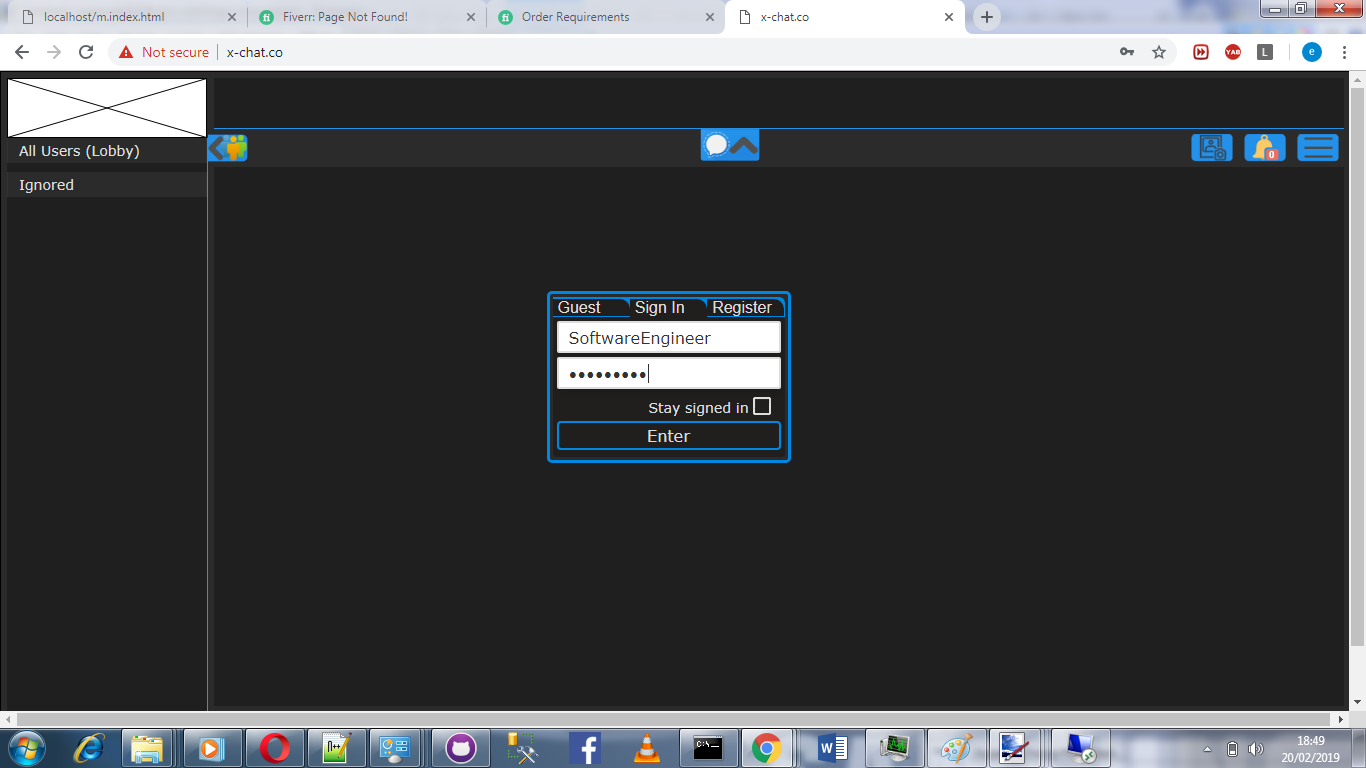 localhost/m.index.html
Fiverr: Page Not Found!
Order Requirements
x-chat.co
Not secure
x-chat.co
YAB
L
e
All Users (Lobby)
0
Ignored
Guest
Sign In
Register
SoftwareEngineer
•••••••••
Stay signed in
Enter
18:49
20/02/2019